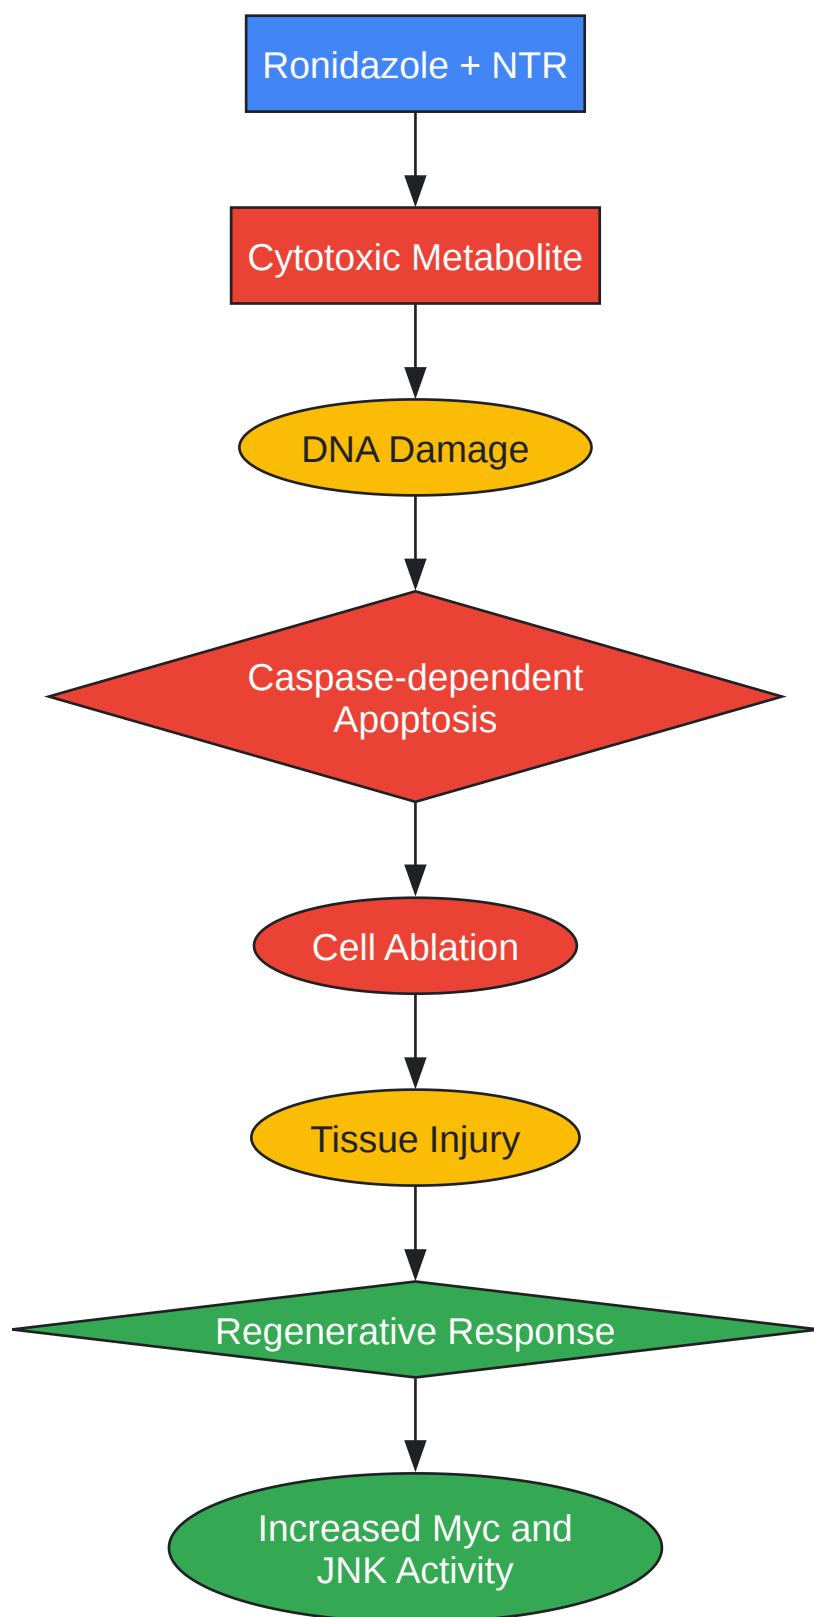 Ronidazole + NTR
Cytotoxic Metabolite
DNA Damage
Caspase-dependent
Apoptosis
Cell Ablation
Tissue Injury
Regenerative Response
Increased Myc and
JNK Activity